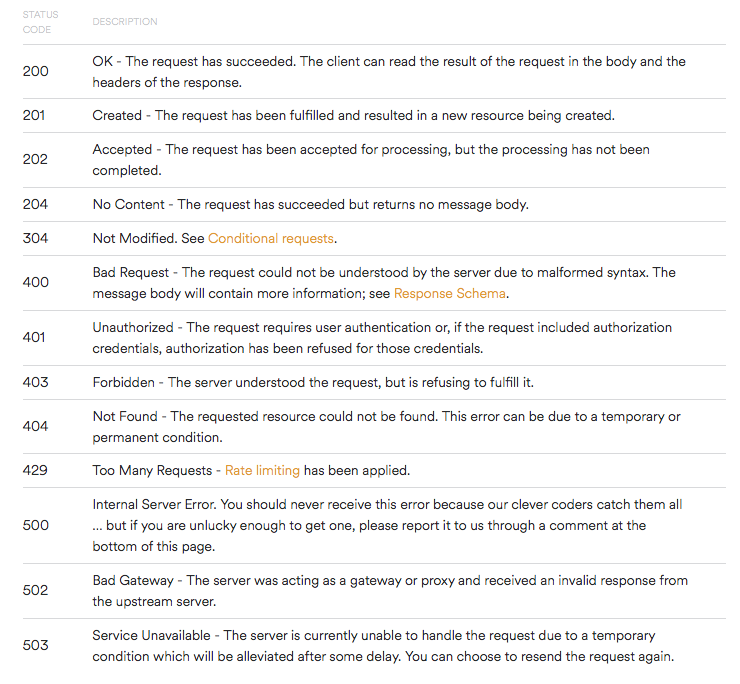 STATUS
CODE
DESCRIPTION
200
OK - The request has succeeded. The client can read the result of the request in the body and the
headers of the response.
201
Created - The request has been fulfilled and resulted in a new resource being created.
202
Accepted - The request has been accepted for processing, but the processing has not been
completed.
204
No Content - The request has succeeded but returns no message body.
304
Not Modified. See Conditional requests.
400
Bad Request - The request could not be understood by the server due to malformed syntax. The
message body will contain more information; see Response Schema.
401
Unauthorized - The request requires user authentication or, if the request included authorization
credentials, authorization has been refused for those credentials.
403
Forbidden - The server understood the request, but is refusing to fulfill it.
404
Not Found - The requested resource could not be found. This error can be due to a temporary or
permanent condition.
429
Too Many Requests - Rate limiting has been applied.
500
Internal Server Error. You should never receive this error because our clever coders catch them all
... but if you are unlucky enough to get one, please report it to us through a comment at the
bottom of this page.
502
Bad Gateway - The server was acting as a gateway or proxy and received an invalid response from
the upstream server.
503
Service Unavailable - The server is currently unable to handle the request due to a temporary
condition which will be alleviated after some delay. You can choose to resend the request again.